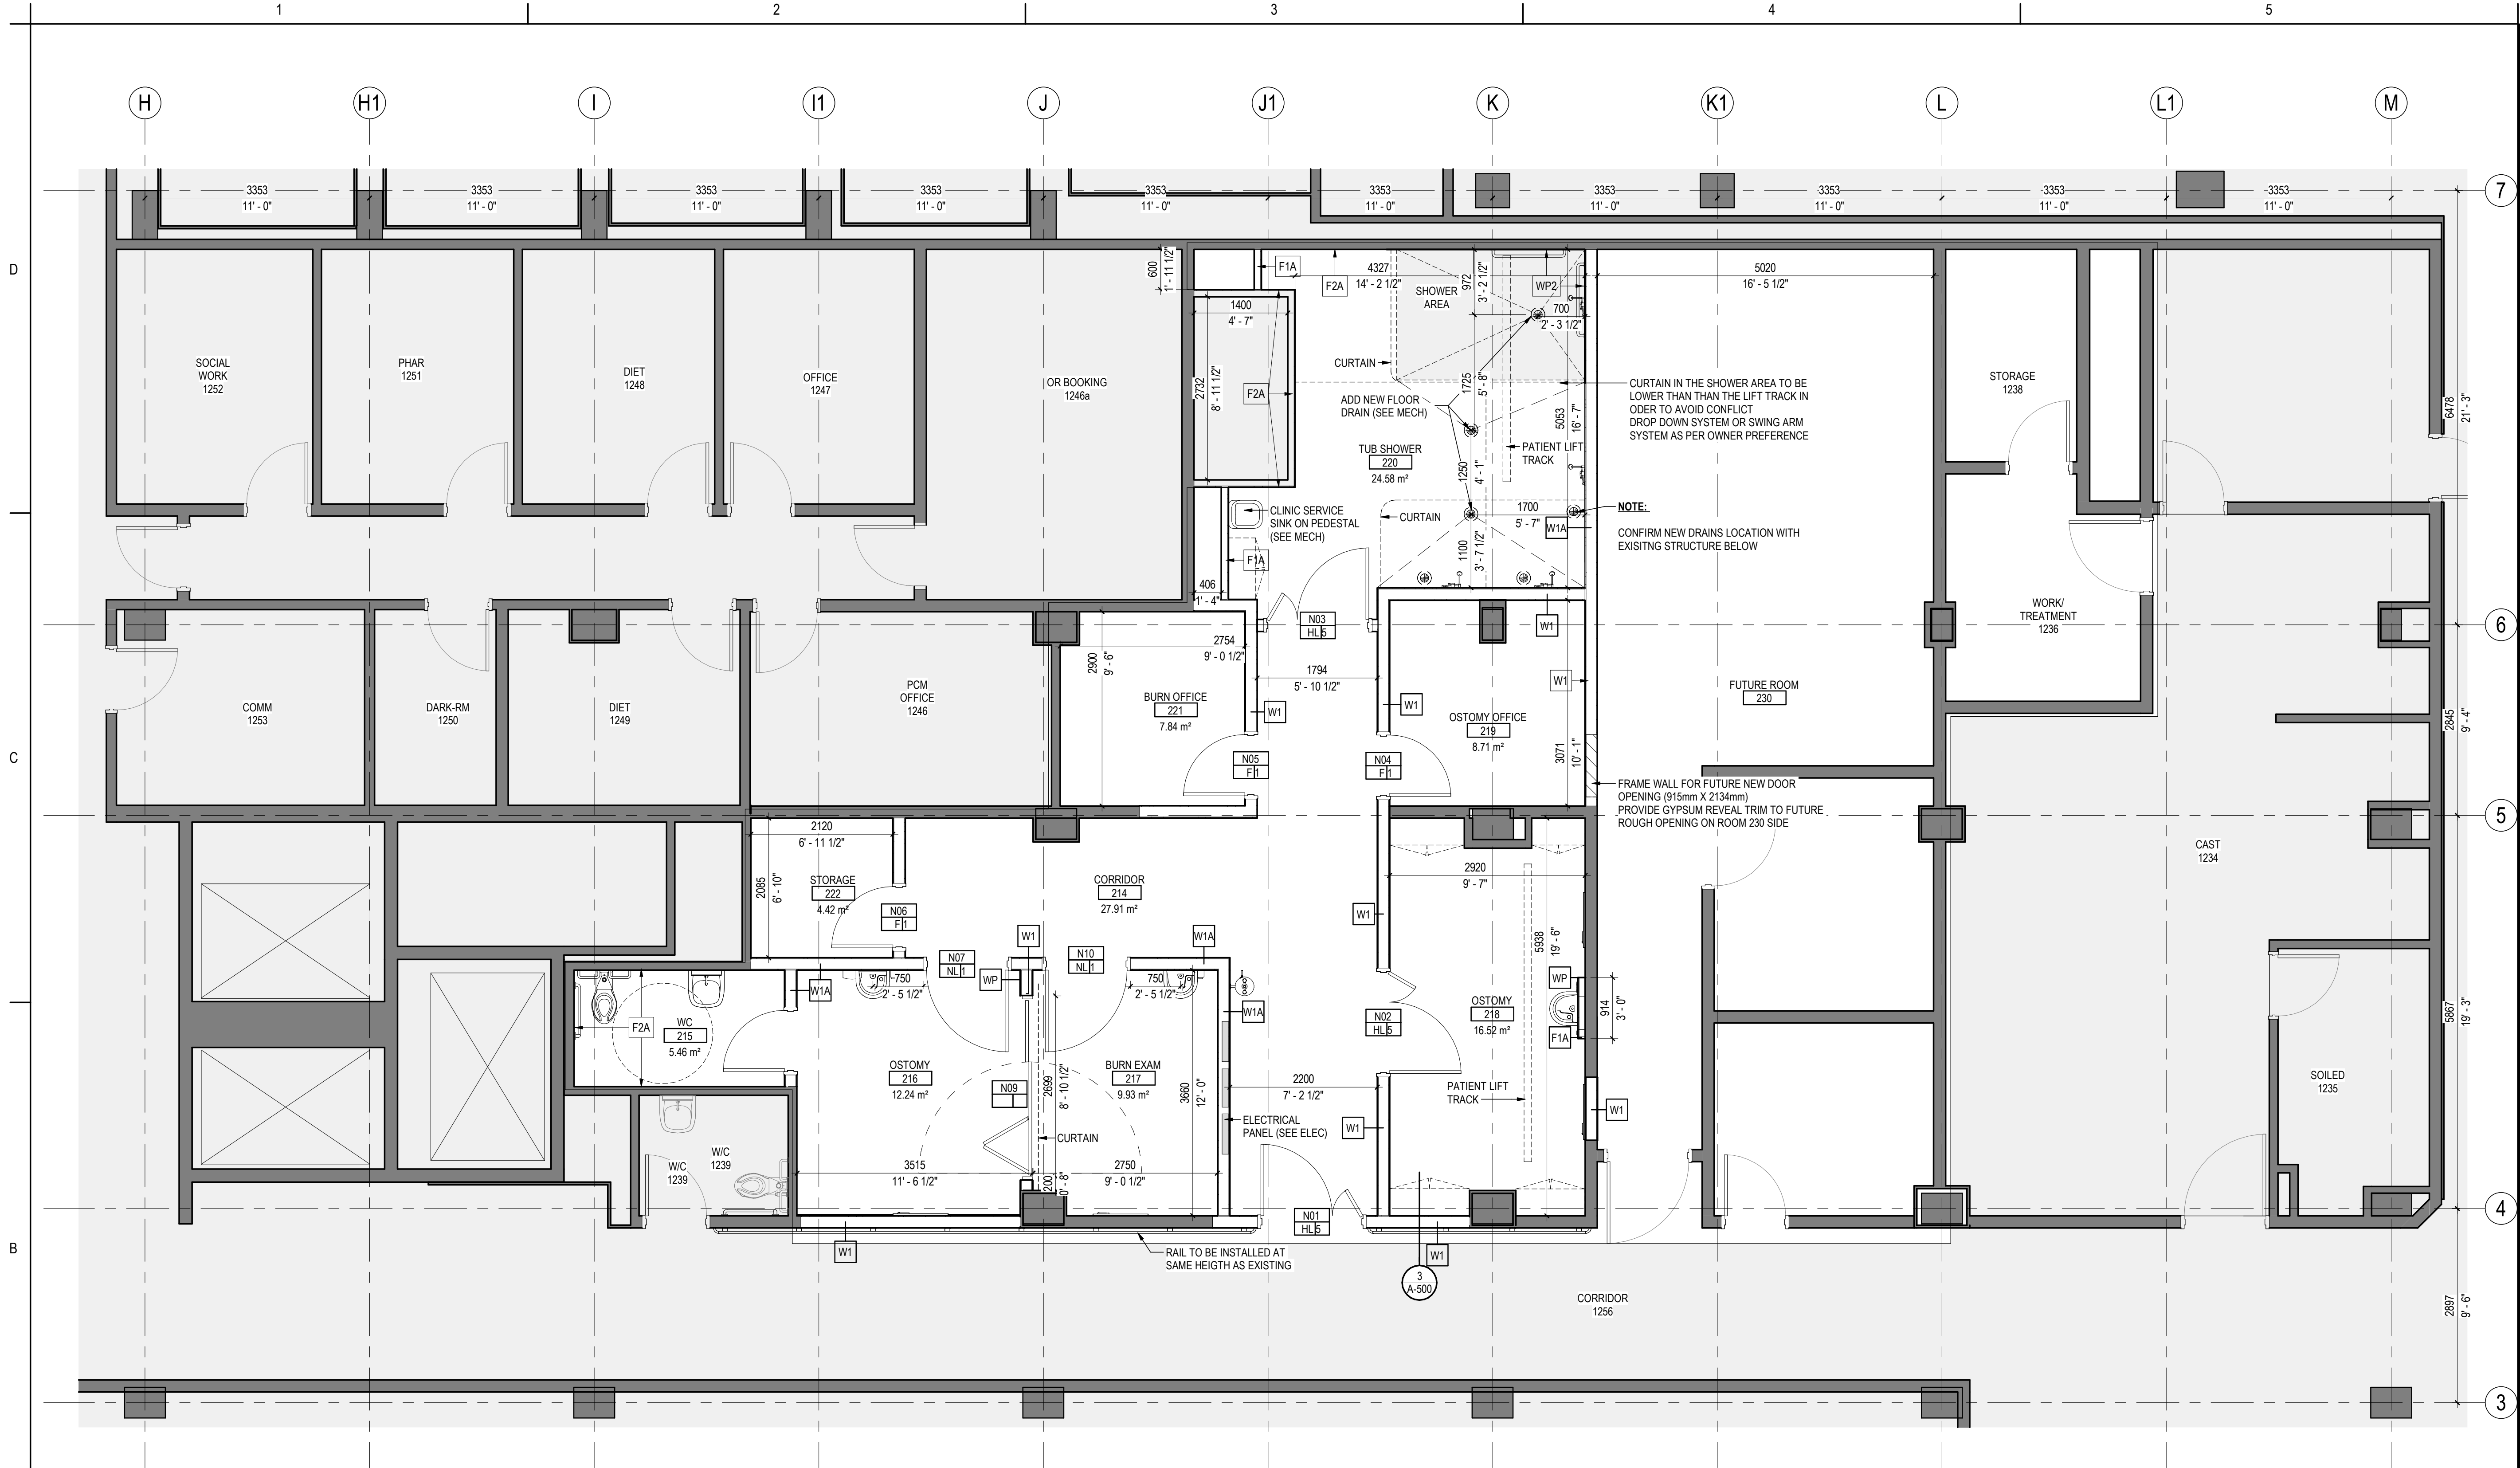 1
2
3
4
5
D
C
B
H
H1
I
I1
J
J1
K
K1
L
L1
M
7
6
5
4
3
3353
11' - 0"
3353
11' - 0"
3353
11' - 0"
3353
11' - 0"
3353
11' - 0"
3353
11' - 0"
3353
11' - 0"
3353
11' - 0"
3353
11' - 0"
3353
11' - 0"
6478
21' - 3"
2845
9' - 4"
5867
19' - 3"
2897
9' - 6"
SOCIAL
WORK
1252
PHAR
1251
DIET
1248
OFFICE
1247
OR BOOKING
1246a
600
1' - 11 1/2"
F1A
F2A
4327
14' - 2 1/2"
SHOWER
AREA
972
3' - 2 1/2"
WP2
700
2' - 3 1/2"
5020
16' - 5 1/2"
1400
4' - 7"
2732
8' - 11 1/2"
F2A
CURTAIN
1725
5' - 8"
5053
16' - 7"
ADD NEW FLOOR
DRAIN (SEE MECH)
CURTAIN IN THE SHOWER AREA TO BE
LOWER THAN THAN THE LIFT TRACK IN
ODER TO AVOID CONFLICT
DROP DOWN SYSTEM OR SWING ARM
SYSTEM AS PER OWNER PREFERENCE
STORAGE
1238
TUB SHOWER
220
24.58 m²
PATIENT LIFT
TRACK
1250
4' - 1"
CLINIC SERVICE
SINK ON PEDESTAL
(SEE MECH)
CURTAIN
1700
5' - 7"
W1A
NOTE:
CONFIRM NEW DRAINS LOCATION WITH
EXISITNG STRUCTURE BELOW
1100
3' - 7 1/2"
F1A
406
1' - 4"
N03
HL 5
W1
W1
WORK/
TREATMENT
1236
COMM
1253
DARK-RM
1250
DIET
1249
PCM
OFFICE
1246
2900
9' - 6"
2754
9' - 0 1/2"
BURN OFFICE
221
7.84 m²
1794
5' - 10 1/2"
W1
W1
OSTOMY OFFICE
219
8.71 m²
3071
10' - 1"
FUTURE ROOM
230
N05
F 1
N04
F 1
FRAME WALL FOR FUTURE NEW DOOR
OPENING (915mm X 2134mm)
PROVIDE GYPSUM REVEAL TRIM TO FUTURE
ROUGH OPENING ON ROOM 230 SIDE
CAST
1234
2120
6' - 11 1/2"
2085
6' - 10"
STORAGE
222
4.42 m²
N06
F 1
CORRIDOR
214
27.91 m²
W1
2920
9' - 7"
5938
19' - 6"
W1
W1A
N07
NL 1
N10
NL 1
WP
750
2' - 5 1/2"
750
2' - 5 1/2"
W1A
W1A
WP
914
3' - 0"
F1A
F2A
WC
215
5.46 m²
OSTOMY
216
12.24 m²
N09
2699
8' - 10 1/2"
BURN EXAM
217
9.93 m²
3660
12' - 0"
N02
HL 5
OSTOMY
218
16.52 m²
2200
7' - 2 1/2"
PATIENT LIFT
TRACK
W1
W1
SOILED
1235
ELECTRICAL
PANEL (SEE ELEC)
CURTAIN
W/C
1239
W/C
1239
3515
11' - 6 1/2"
200
0' - 8"
2750
9' - 0 1/2"
N01
HL 5
W1
W1
RAIL TO BE INSTALLED AT
SAME HEIGTH AS EXISTING
3
A-500
CORRIDOR
1256